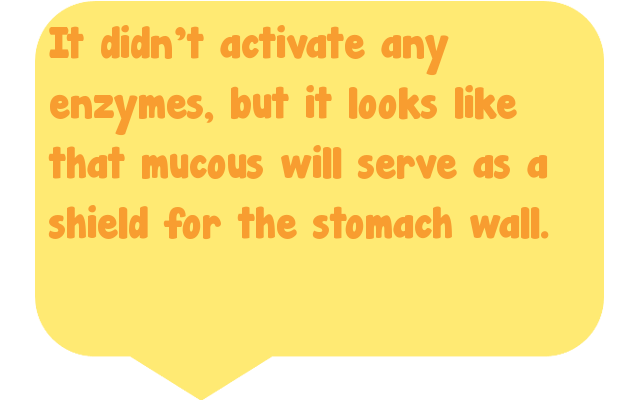 It didn't activate any
enzymes, but it looks like
that mucous will serve as a
shield for the stomach wall.